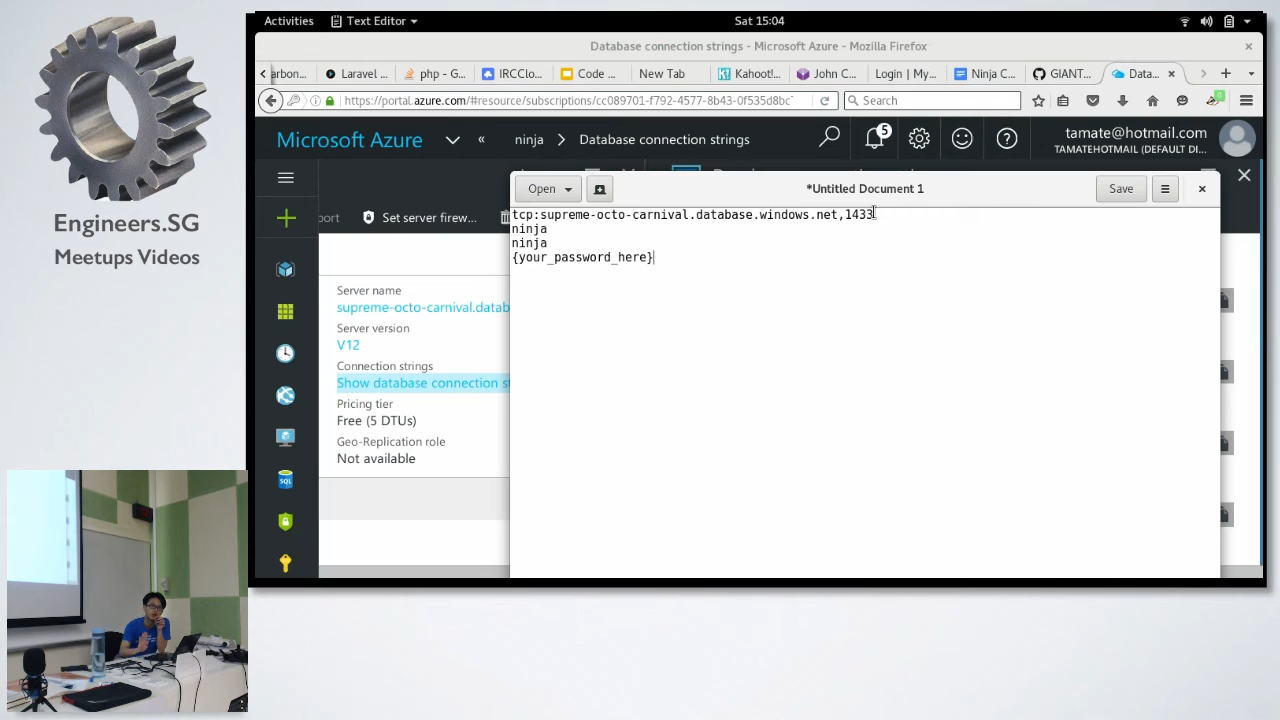 Engineers.SG
Meetups Videos
Activities
Text Editor
Sat 15:04
Database connection strings - Microsoft Azure - Mozilla Firefox
arbon...
Laravel ...
php - G...
IRCClo...
Code ...
New Tab
Kahoot!...
John C...
Login | My...
Ninja C...
GIANT...
Data...
https://portal.azure.com/#resource/subscriptions/cc089701-f792-4577-8b43-0f535d8bc
Search
0
Microsoft Azure
«
ninja
Database connection strings
5
tamate@hotmail.com
TAMATEHOTMAIL (DEFAULT DI...
Open
*Untitled Document 1
Save
port
Set server firew...
tcp:supreme-octo-carnival.database.windows.net,1433
ninja
ninja
{your_password_here}
Server name
supreme-octo-carnival.datab
Server version
V12
Connection strings
Show database connection st
Pricing tier
Free (5 DTUs)
Geo-Replication role
Not available
SQL